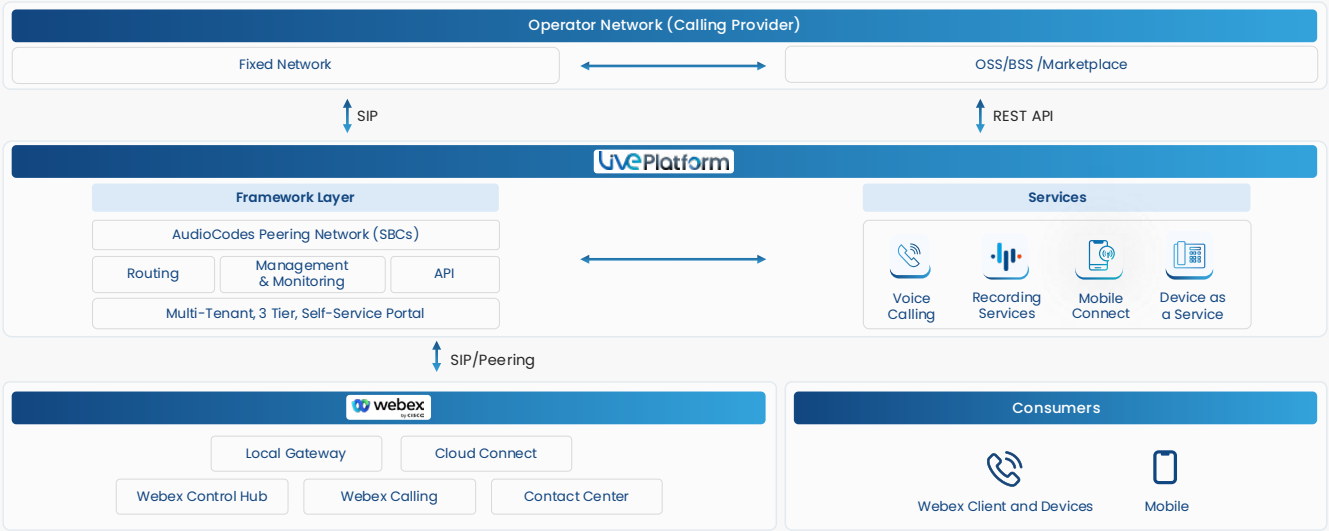 Operator Network (Calling Provider)
Fixed Network
OSS/BSS /Marketplace
SIP
REST API
LivePlatform
Framework Layer
Services
AudioCodes Peering Network (SBCs)
Routing
Management
& Monitoring
API
Multi-Tenant, 3 Tier, Self-Service Portal
Voice
Calling
Recording
Services
Mobile
Connect
Device as
a Service
SIP/Peering
webex
by CISCO
Consumers
Local Gateway
Cloud Connect
Webex Control Hub
Webex Calling
Contact Center
Webex Client and Devices
Mobile